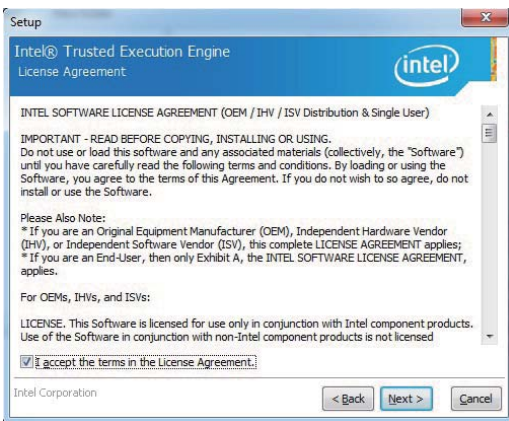 Setup
Intel® Trusted Execution Engine
License Agreement
intel
INTEL SOFTWARE LICENSE AGREEMENT (OEM / IHV / ISV Distribution & Single User)
IMPORTANT - READ BEFORE COPYING, INSTALLING OR USING.
Do not use or load this software and any associated materials (collectively, the "Software")
until you have carefully read the following terms and conditions. By loading or using the
Software, you agree to the terms of this Agreement. If you do not wish to so agree, do not
install or use the Software.
Please Also Note:
* If you are an Original Equipment Manufacturer (OEM), Independent Hardware Vendor
(IHV), or Independent Software Vendor (ISV), this complete LICENSE AGREEMENT applies;
* If you are an End-User, then only Exhibit A, the INTEL SOFTWARE LICENSE AGREEMENT,
applies.
For OEMs, IHVs, and ISVs:
LICENSE. This Software is licensed for use only in conjunction with Intel component products.
Use of the Software in conjunction with non-Intel component products is not licensed
I accept the terms in the License Agreement.
Intel Corporation
< Back Next > Cancel